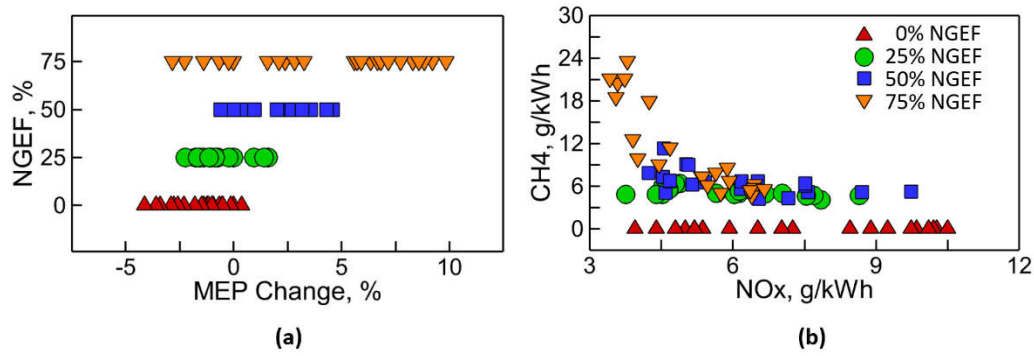 NGEF, %
75
50
25
0
-5 0 5 10
MEP Change, %
(a)
CH4, g/kWh
30
24
18
12
6
0
3 6 9 12
NOx, g/kWh
0% NGEF
25% NGEF
50% NGEF
75% NGEF
(b)